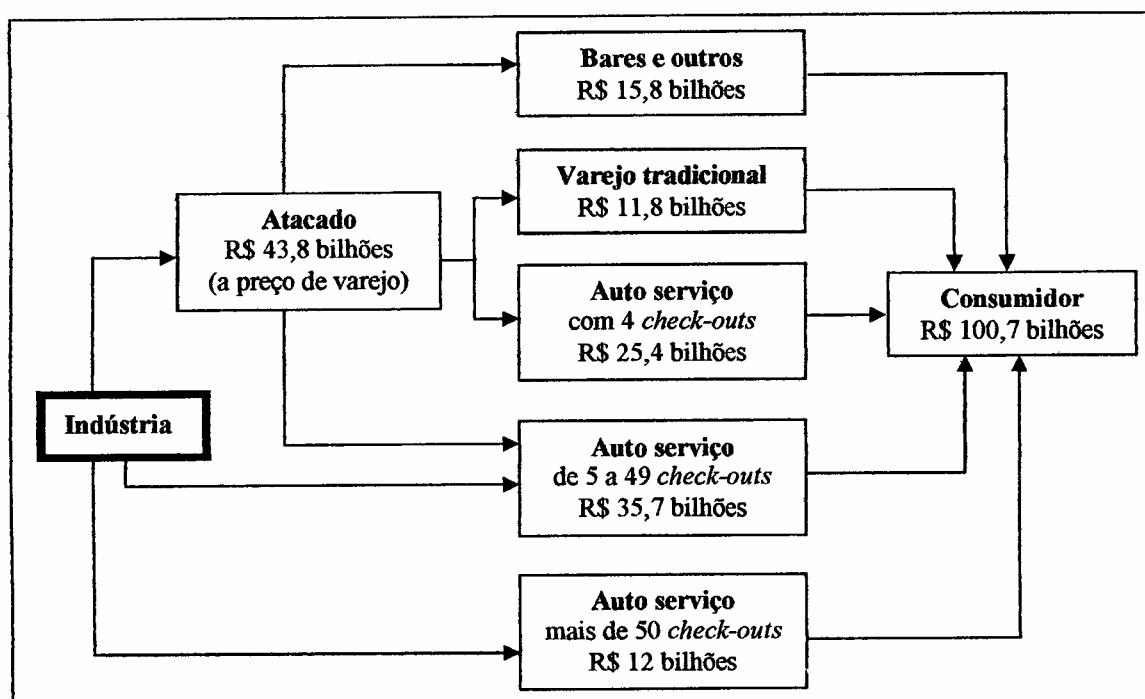 Bares e outros
R$ 15,8 bilhões
Varejo tradicional
R$ 11,8 bilhões
Atacado
R$ 43,8 bilhões
(a preço de varejo)
Auto serviço
com 4 check-outs
R$ 25,4 bilhões
Consumidor
R$ 100,7 bilhões
Indústria
Auto serviço
de 5 a 49 check-outs
R$ 35,7 bilhões
Auto serviço
mais de 50 check-outs
R$ 12 bilhões